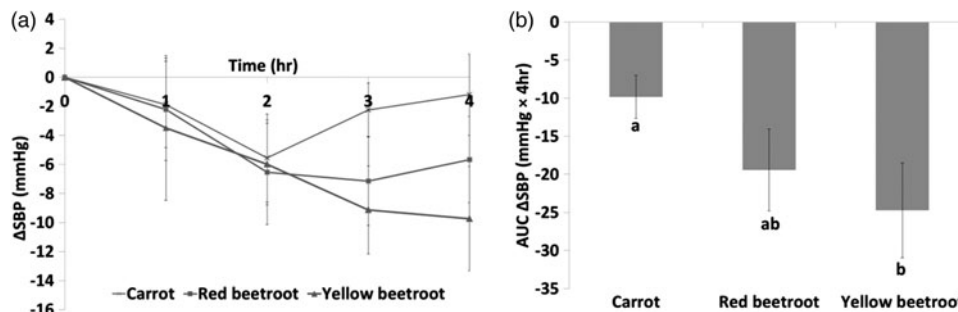 (a)
4
2
0
-2
-4
-6
-8
-10
-12
-14
-16
ΔSBP (mmHg)
Time (hr)
0 1 2 3 4
Carrot Red beetroot Yellow beetroot
(b)
0
-5
-10
-15
-20
-25
-30
-35
AUC ΔSBP (mmHg × 4hr)
a
ab
b
Carrot Red beetroot Yellow beetroot